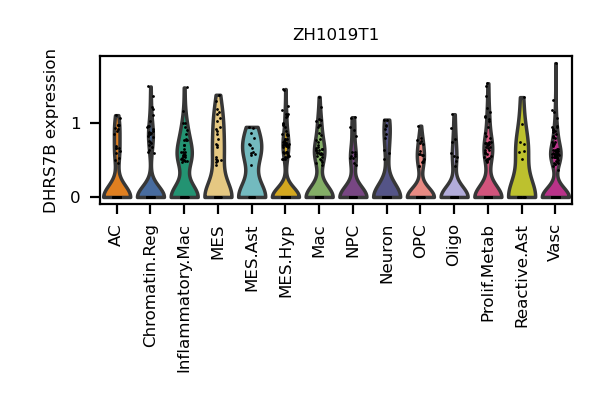 ZH1019T1
DHRS7B expression
1
0
AC
Chromatin.Reg
Inflammatory.Mac
MES
MES.Ast
MES.Hyp
Mac
NPC
Neuron
OPC
Oligo
Prolif.Metab
Reactive.Ast
Vasc